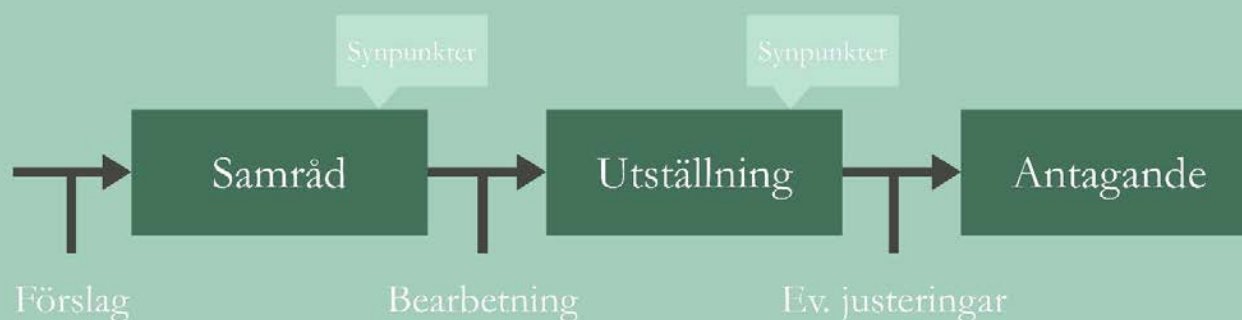 Synpunkter
Synpunkter
Samråd
Utställning
Antagande
Förslag
Bearbetning
Ev. justeringar